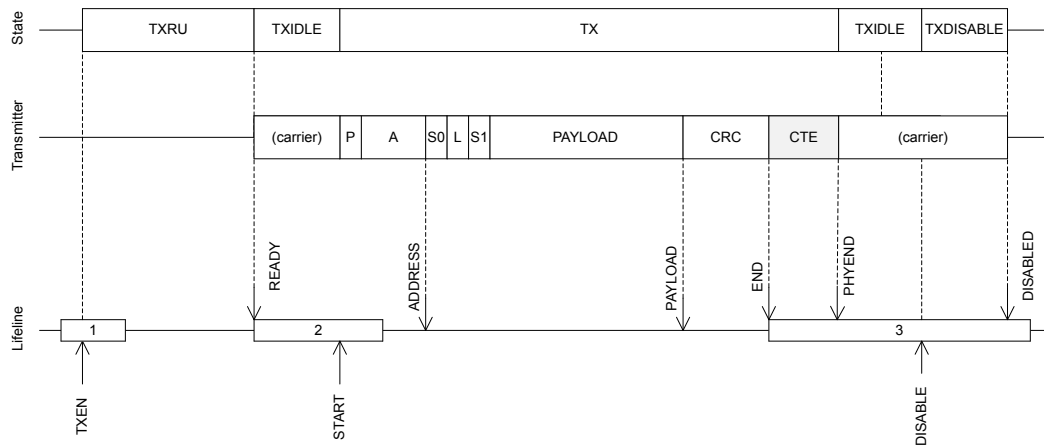 State
TXRU
TXIDLE
TX
TXIDLE
TXDISABLE
Transmitter
(carrier)
P
A
S0
L
S1
PAYLOAD
CRC
CTE
(carrier)
READY
ADDRESS
PAYLOAD
END
PHYEND
DISABLED
Lifeline
1
2
3
TXEN
START
DISABLE